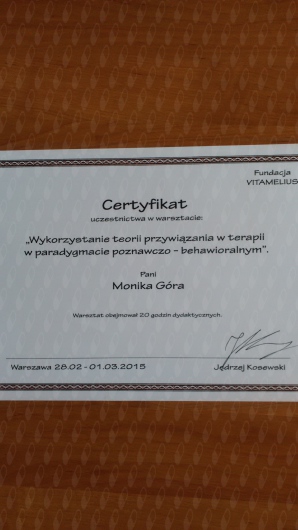 Fundacja
VITAMELIUS
Certyfikat
uczestnictwa w warsztacie:
„Wykorzystanie teorii przywiązania w terapii
w paradygmacie poznawczo - behawioralnym”.
Pani
Monika Góra
Warsztat obejmował 20 godzin dydaktycznych.
Warszawa 28.02 - 01.03.2015
Jędrzej Kosewski